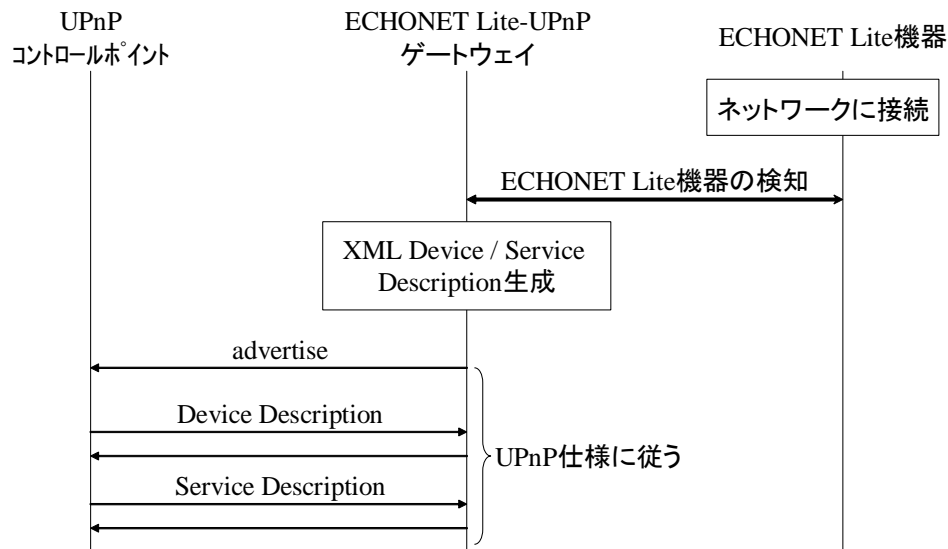 UPnP
コントロールポイント
ECHONET Lite-UPnP
ゲートウェイ
ECHONET Lite機器
ネットワークに接続
ECHONET Lite機器の検知
XML Device / Service
Description生成
advertise
Device Description
Service Description
UPnP仕様に従う